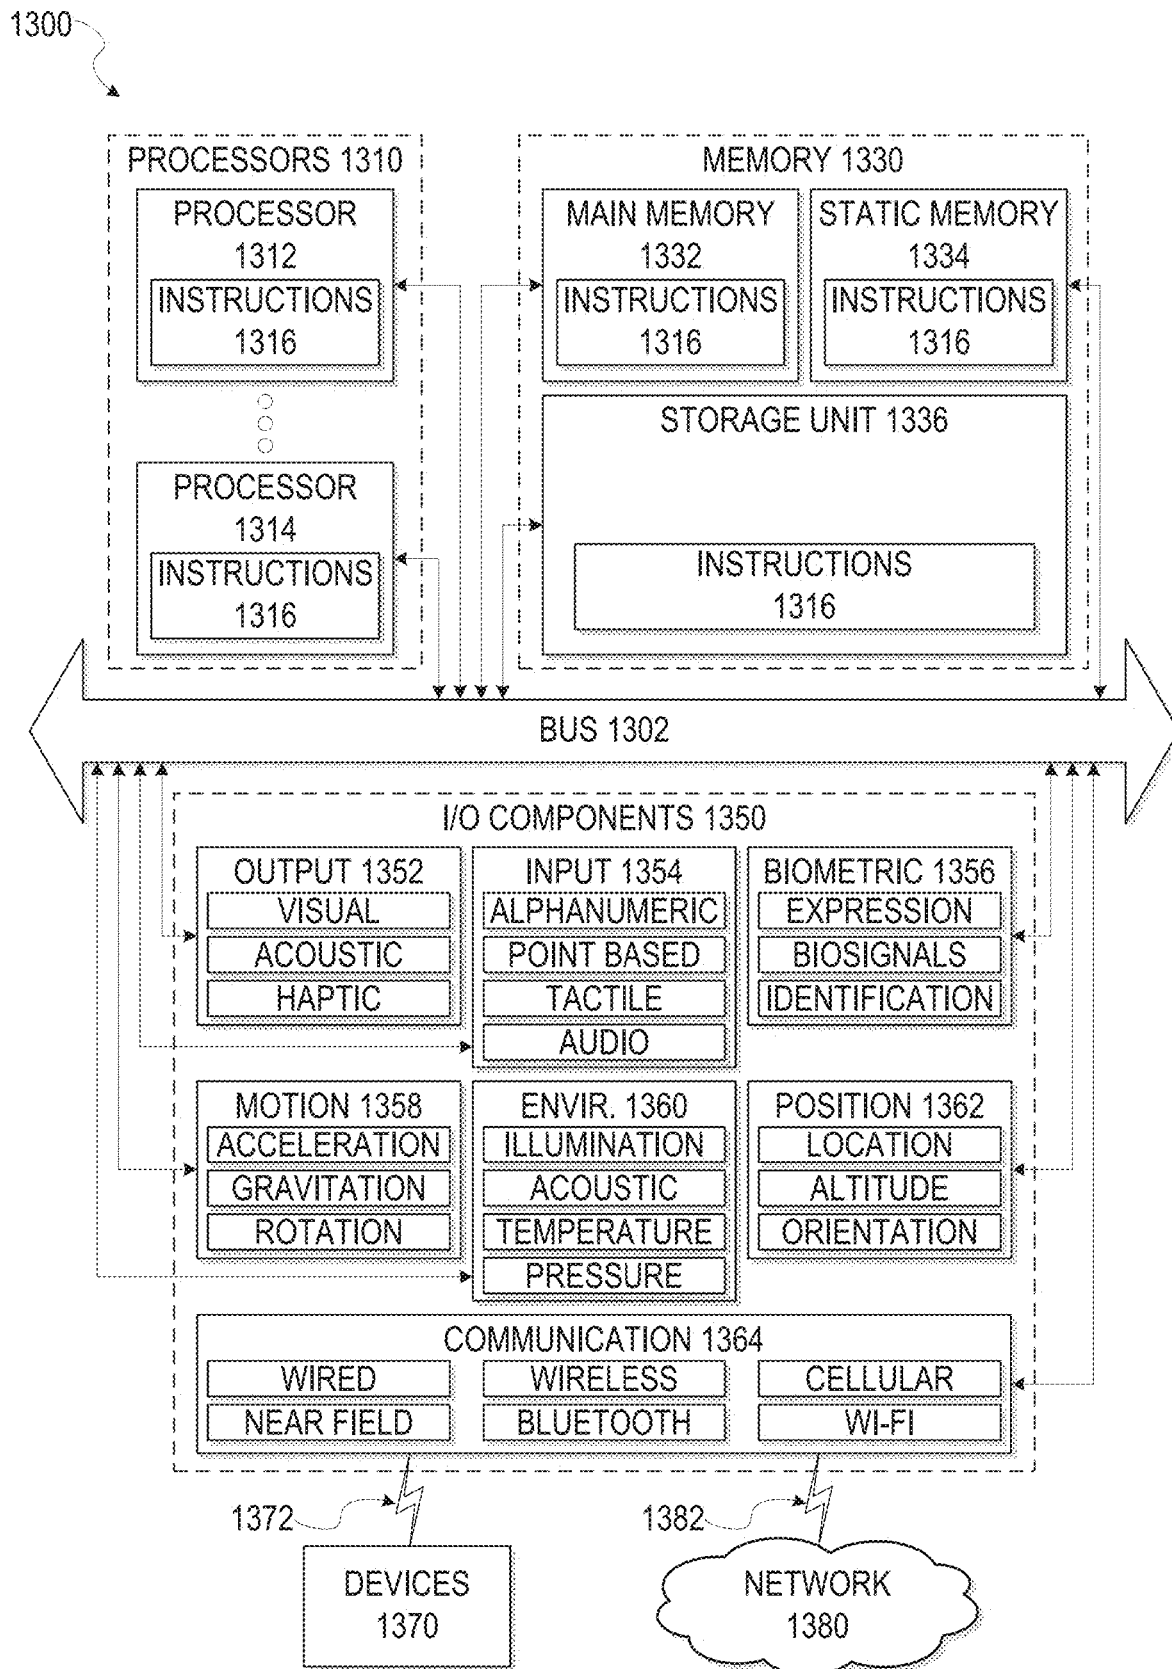 1300
PROCESSORS 1310
PROCESSOR
1312
INSTRUCTIONS
1316
PROCESSOR
1314
INSTRUCTIONS
1316
MEMORY 1330
MAIN MEMORY
1332
INSTRUCTIONS
1316
STATIC MEMORY
1334
INSTRUCTIONS
1316
STORAGE UNIT 1336
INSTRUCTIONS
1316
BUS 1302
I/O COMPONENTS 1350
OUTPUT 1352
VISUAL
ACOUSTIC
HAPTIC
INPUT 1354
ALPHANUMERIC
POINT BASED
TACTILE
AUDIO
BIOMETRIC 1356
EXPRESSION
BIOSIGNALS
IDENTIFICATION
MOTION 1358
ACCELERATION
GRAVITATION
ROTATION
ENVIR. 1360
ILLUMINATION
ACOUSTIC
TEMPERATURE
PRESSURE
POSITION 1362
LOCATION
ALTITUDE
ORIENTATION
COMMUNICATION 1364
WIRED
WIRELESS
CELLULAR
NEAR FIELD
BLUETOOTH
WI-FI
1372
1382
DEVICES
1370
NETWORK
1380